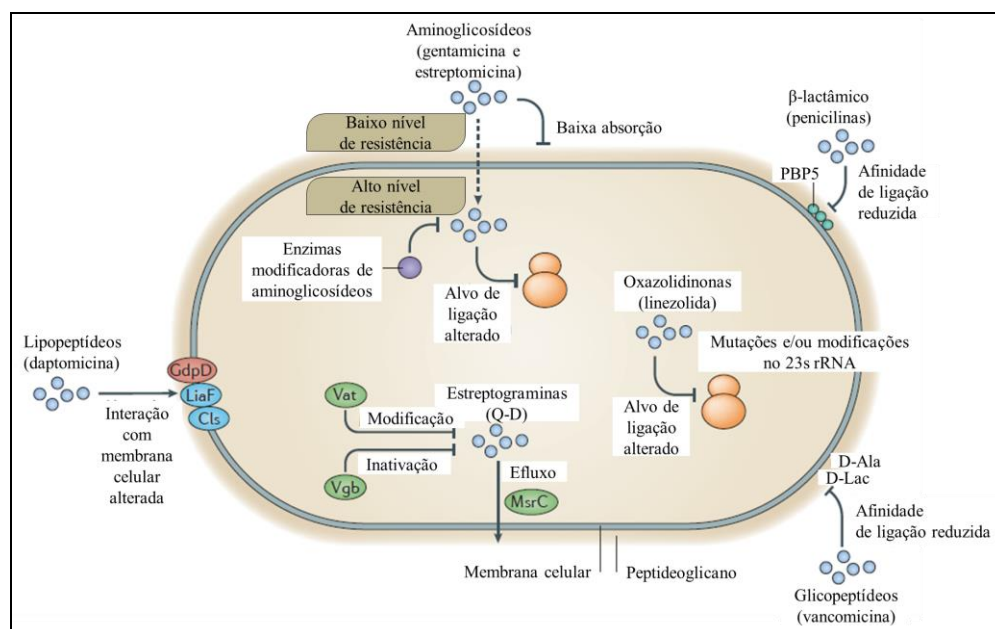 Aminoglicosídeos
(gentamicina e
estreptomicina)
Baixo nível
de resistência
Baixa absorção
β-lactâmico
(penicilinas)
PBP5
Afinidade
de ligação
reduzida
Alto nível
de resistência
Enzimas
modificadoras de
aminoglicosídeos
Alvo de
ligação
alterado
Oxazolidinonas
(linezolida)
Mutações e/ou modificações
no 23s rRNA
Alvo de
ligação
alterado
Lipopeptídeos
(daptomicina)
GdpD
LiaF
Cls
Interação
com
membrana
celular
alterada
Vat
Modificação
Estreptograminas
(Q-D)
Inativação
Vgb
Efluxo
MsrC
D-Ala
D-Lac
Afinidade
de ligação reduzida
Membrana celular
Peptideoglicano
Glicopeptídeos
(vancomicina)